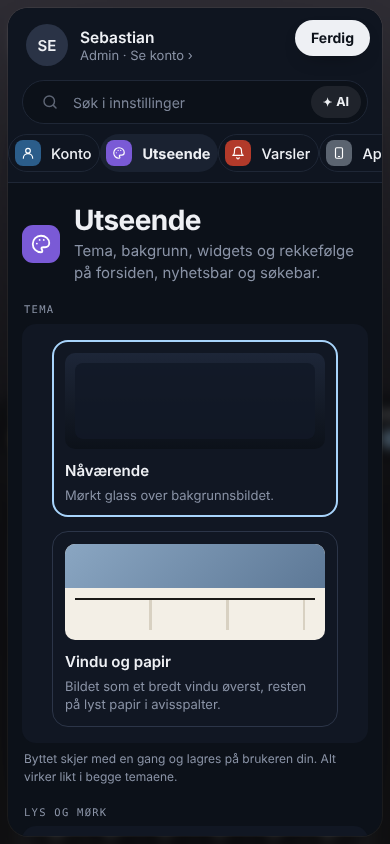 SE
Sebastian
Admin · Se konto ›
Ferdig
Søk i innstillinger
AI
Konto
Utseende
Varsler
Ap
Utseende
Tema, bakgrunn, widgets og rekkefølge
på forsiden, nyhetsbar og søkebar.
TEMA
Nåværende
Mørkt glass over bakgrunnsbildet.
Vindu og papir
Bildet som et bredt vindu øverst, resten
på lyst papir i avisspalter.
Byttet skjer med en gang og lagres på brukeren din. Alt
virker likt i begge temaene.
LYS OG MØRK